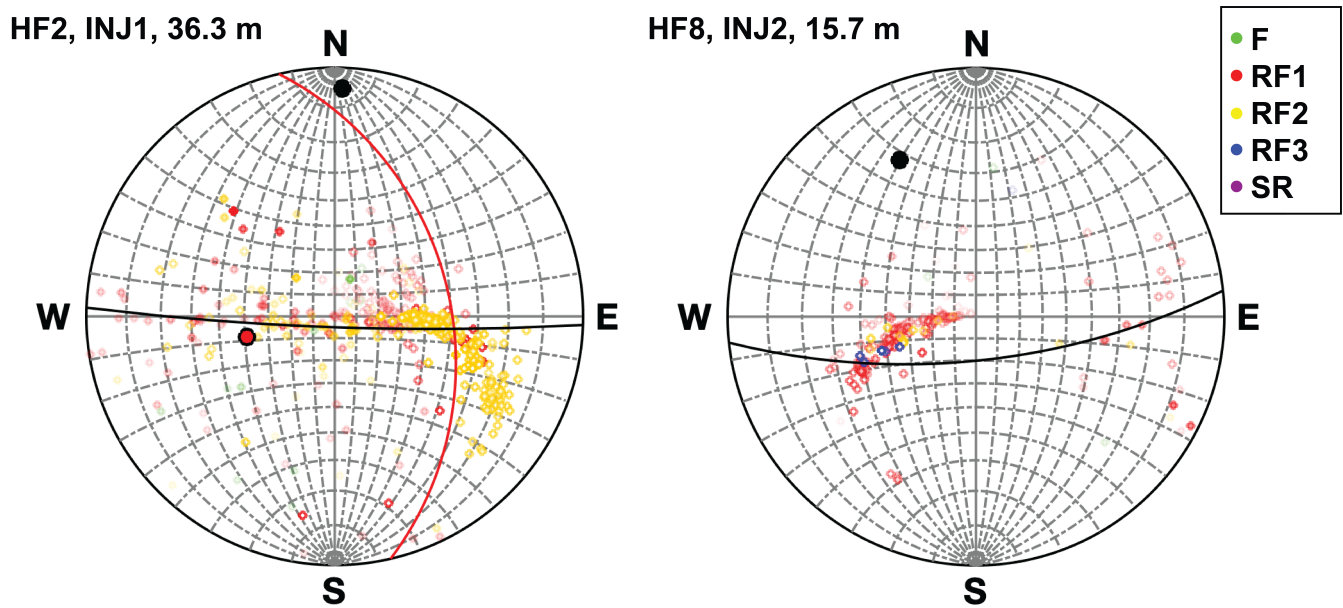 HF2, INJ1, 36.3 m
N
W
E
S
HF8, INJ2, 15.7 m
N
W
E
S
F
RF1
RF2
RF3
SR